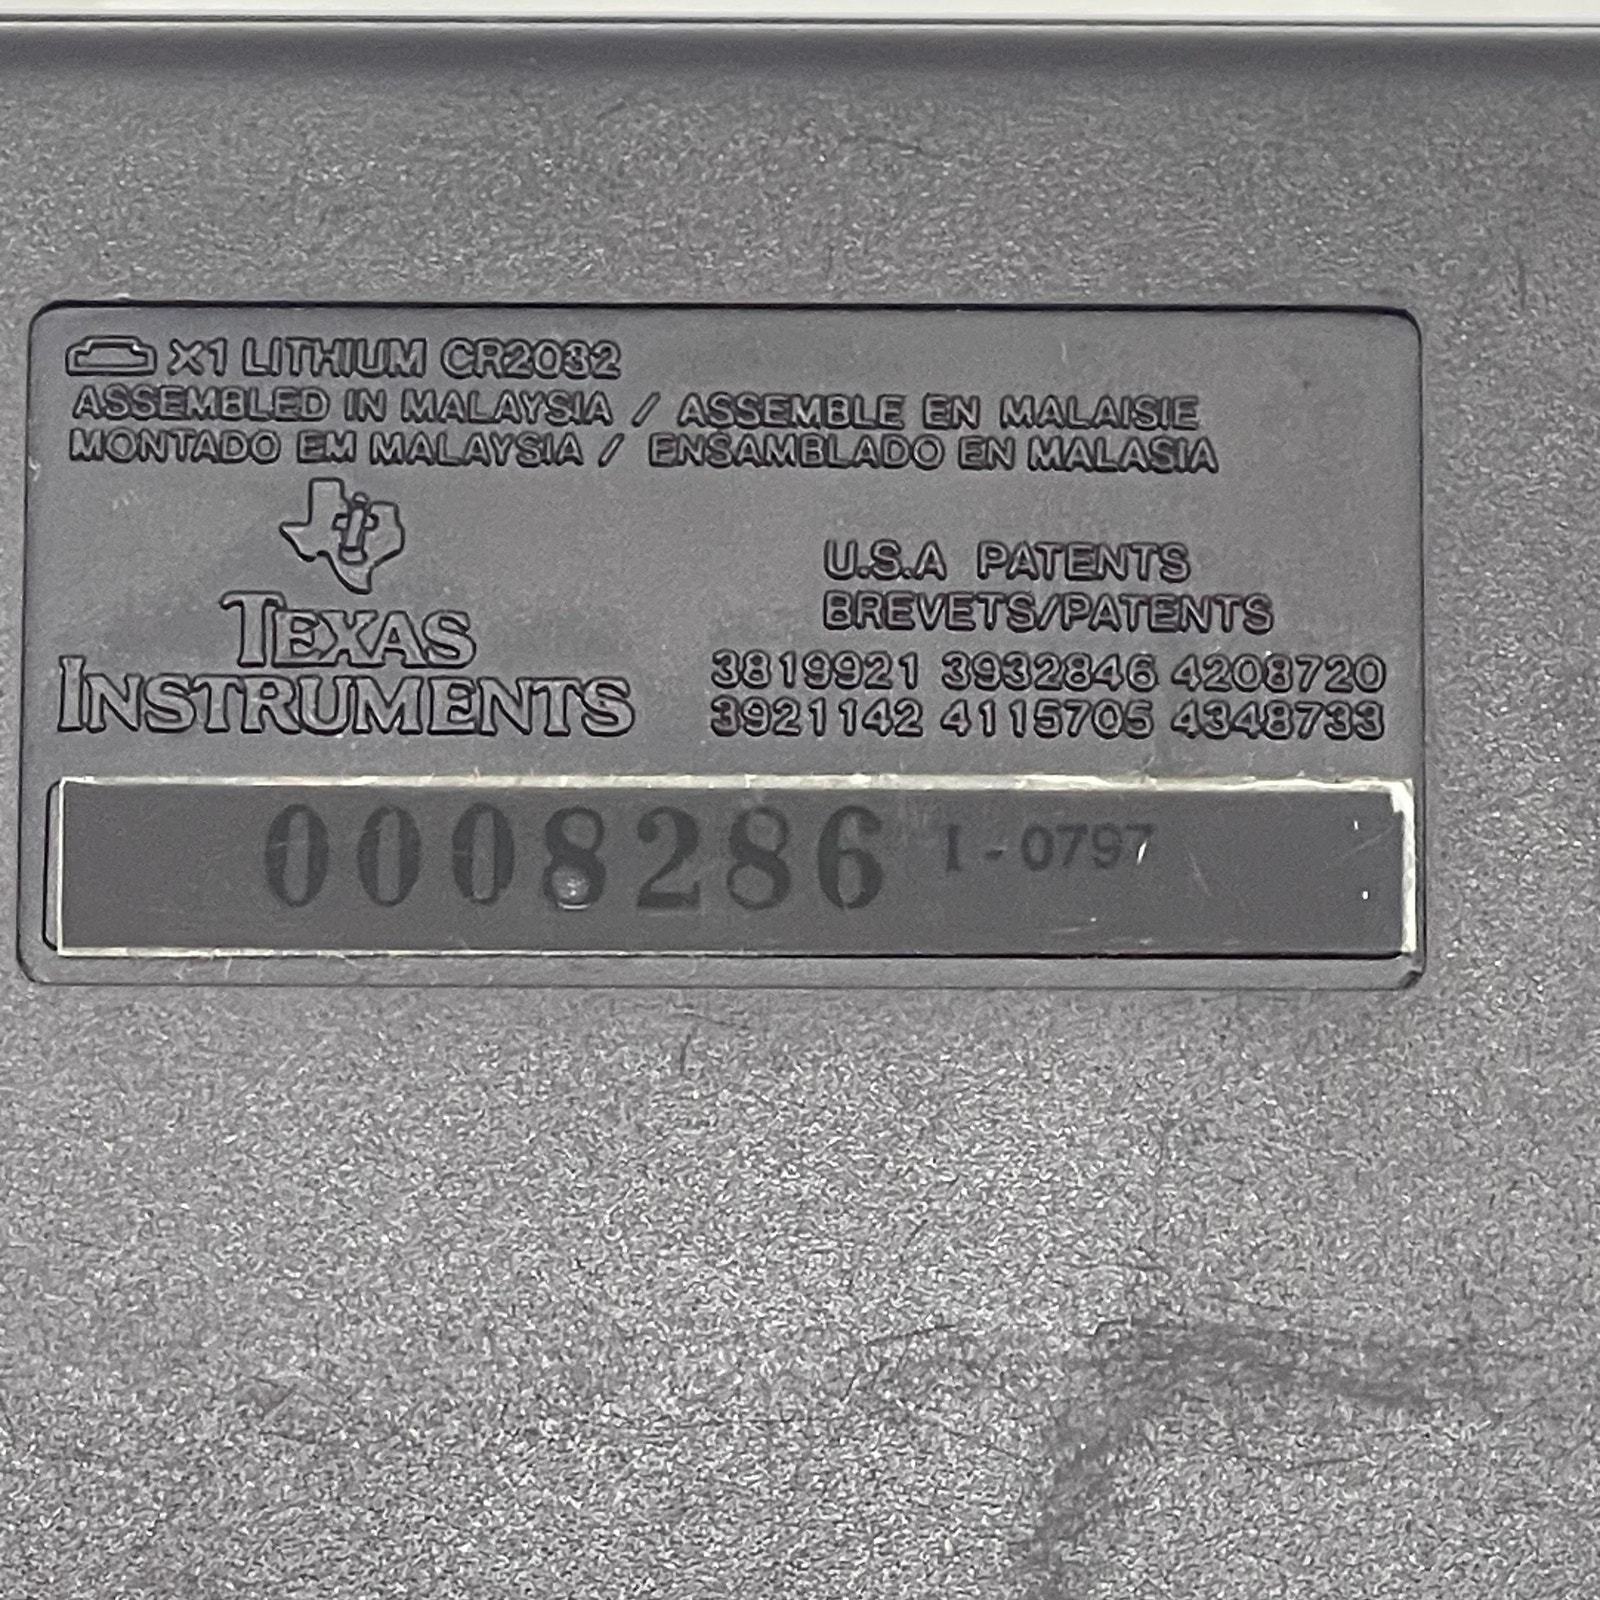 X1 LITHIUM CR2032
ASSEMBLED IN MALAYSIA / ASSEMBLE EN MALAISIE
MONTADO EM MALAYSIA / ENSAMBLADO EN MALASIA
TEXAS
INSTRUMENTS
U.S.A PATENTS
BREVETS/PATENTS
3819921 3932846 4208720
3921142 4115705 4348733
0008286 I-0797